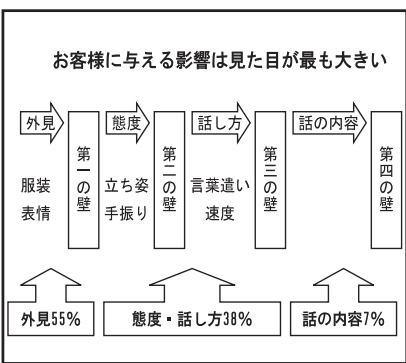 お客様に与える影響は見た目が最も大きい
外見
態度
話し方
話の内容
第一の壁
第二の壁
第三の壁
第四の壁
服装
表情
立ち姿
手振り
言葉遣い
速度
外見55%
態度・話し方38%
話の内容7%